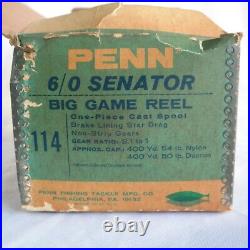 PENN
6/0 SENATOR
BIG GAME REEL
One-Piece Cast Spool
Brake Lining Star Drag
Non-Strip Gears
114
GEAR RATIO: 2.1 to 1
APPROX. CAP.: 400 Yd. 54 lb. Nylon
400 Yd. 50 lb. Dacron
PENN FISHING TACKLE MFG. CO.
PHILADELPHIA, PA. 19132